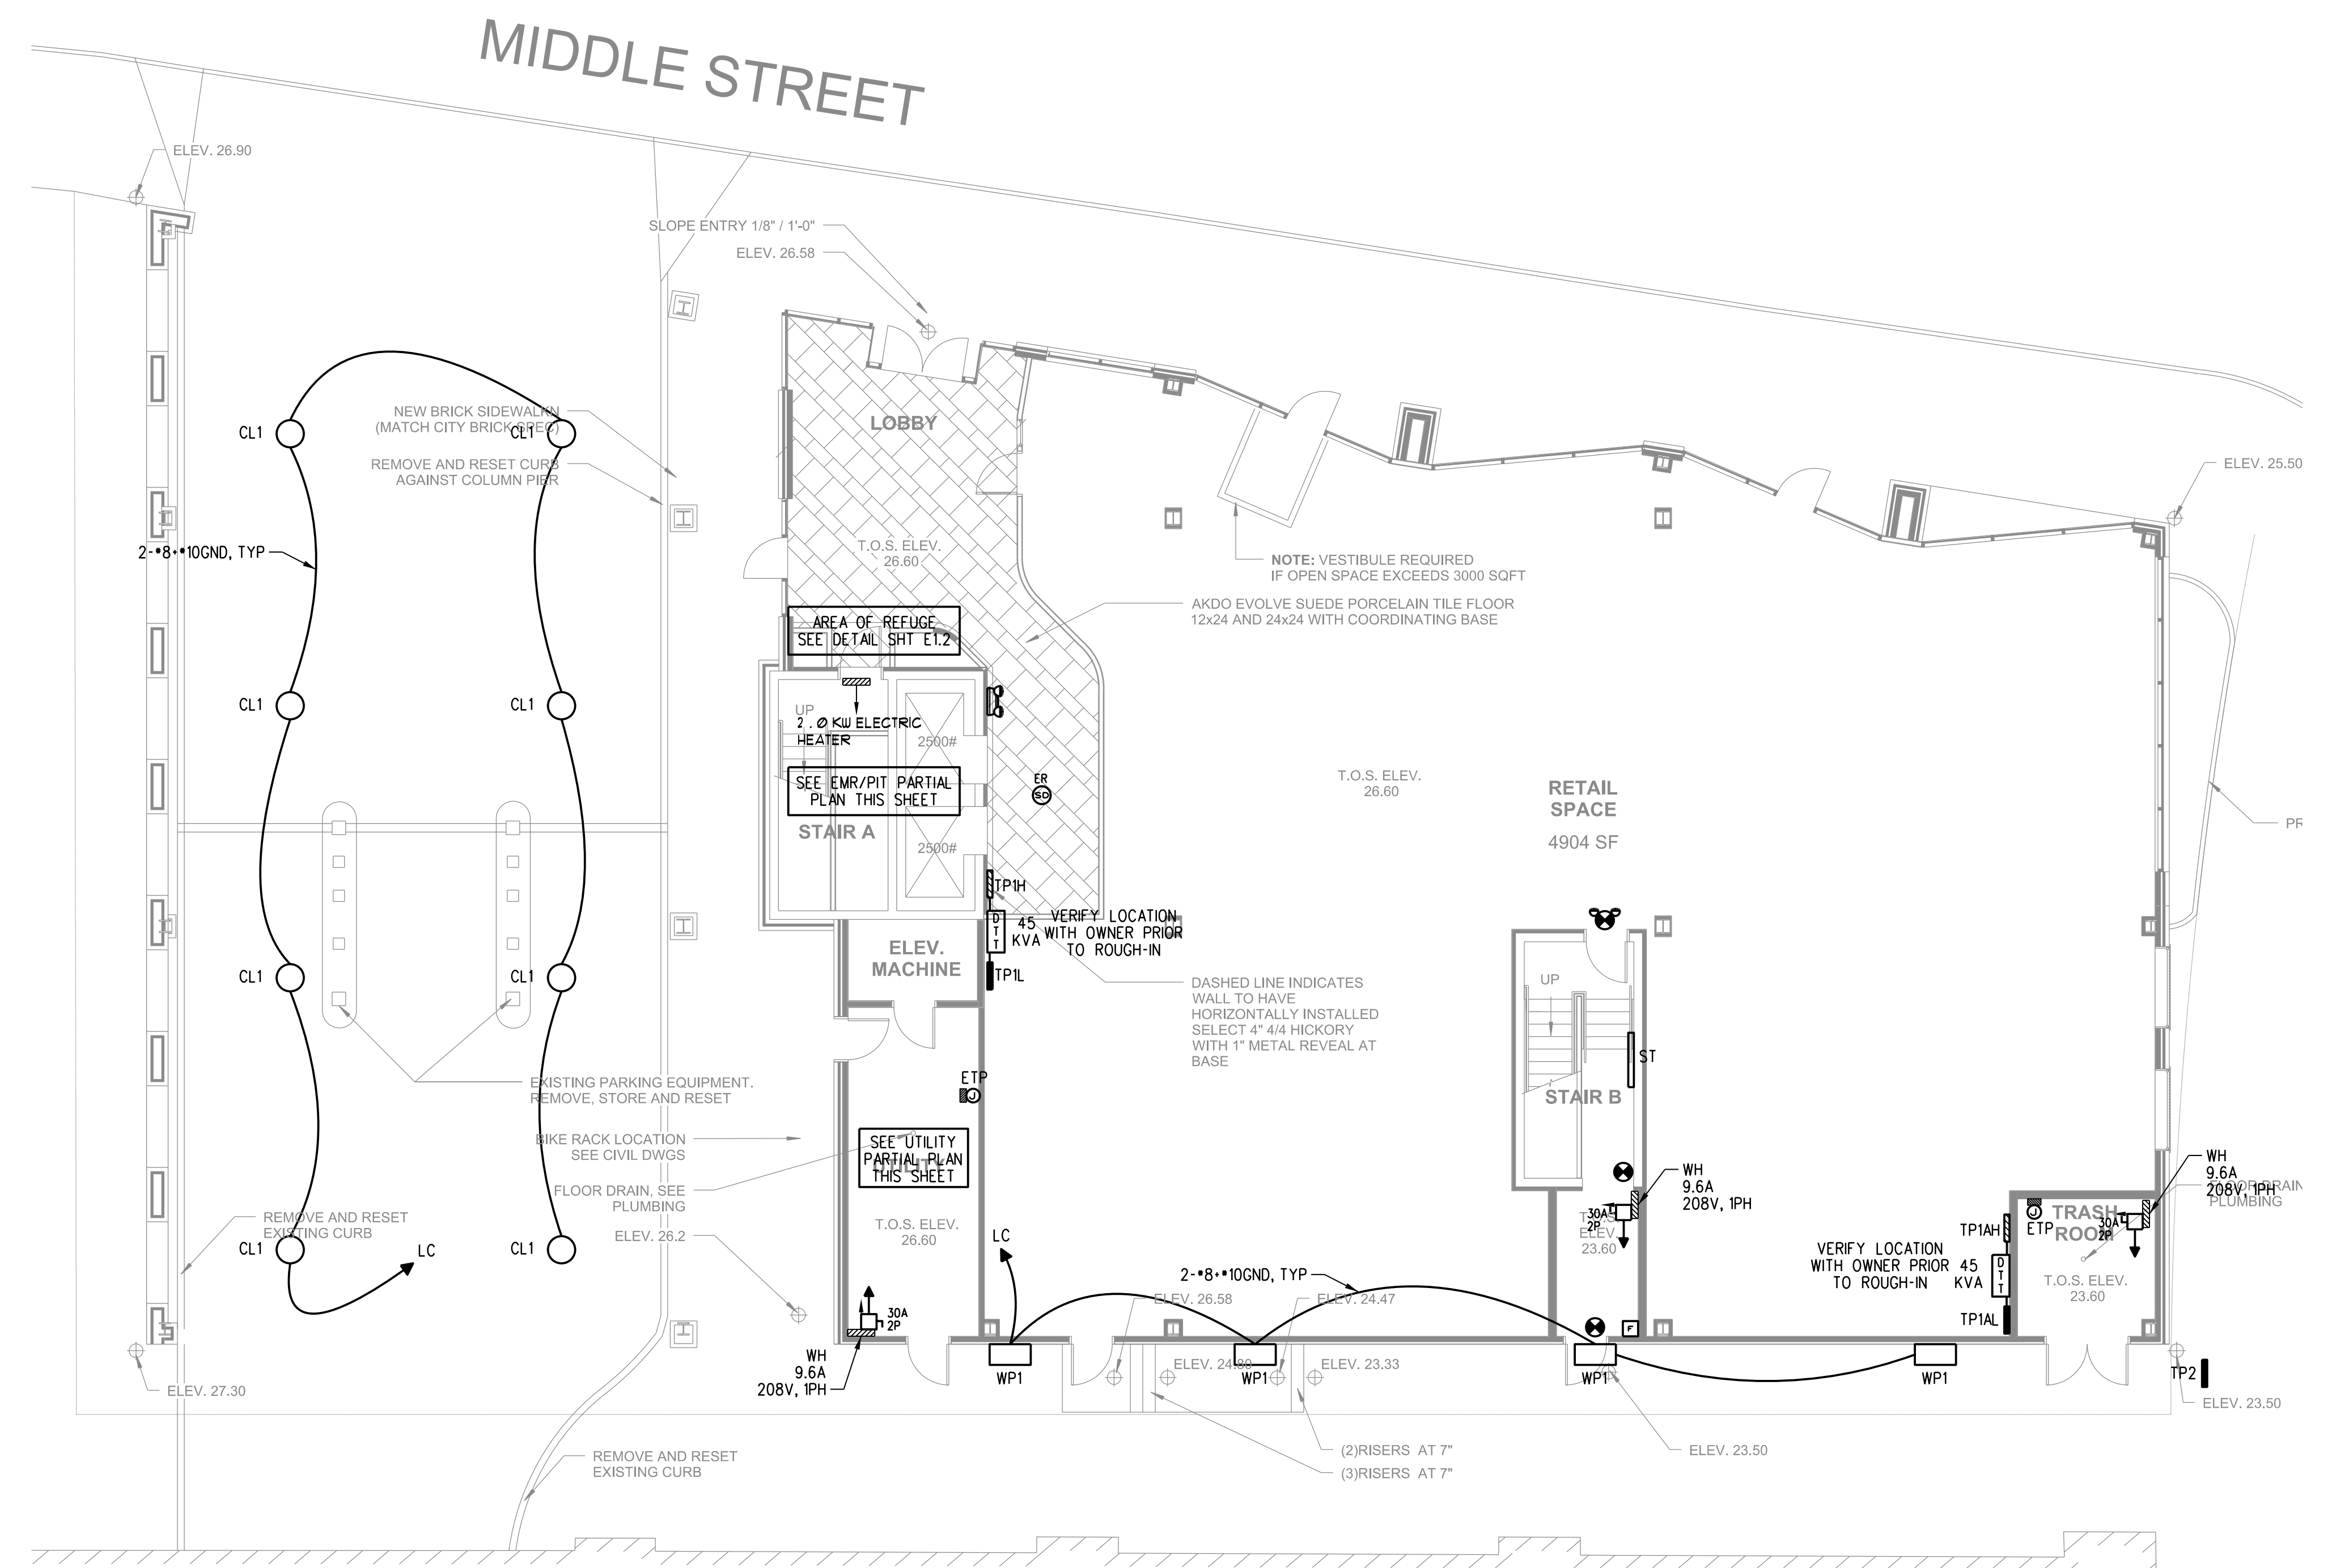 MIDDLE STREET
ELEV. 26.90
SLOPE ENTRY 1/8" / 1'-0"
ELEV. 26.58
NEW BRICK SIDEWALKN
(MATCH CITY BRICK SPEC)
CL1
CL1
REMOVE AND RESET CURB
AGAINST COLUMN PIER
LOBBY
ELEV. 25.50
2-#8+#10GND, TYP
T.O.S. ELEV.
26.60
NOTE: VESTIBULE REQUIRED
IF OPEN SPACE EXCEEDS 3000 SQFT
AKDO EVOLVE SUEDE PORCELAIN TILE FLOOR
12x24 AND 24x24 WITH COORDINATING BASE
AREA OF REFUGE
SEE DETAIL SHT E1.2
CL1
CL1
UP
2.0 KW ELECTRIC
HEATER
2500#
SEE EMR/PIT PARTIAL
PLAN THIS SHEET
STAIR A
2500#
ER
SD
T.O.S. ELEV.
26.60
RETAIL
SPACE
4904 SF
PR
TP1H
D
T
T
45
KVA
VERIFY LOCATION
WITH OWNER PRIOR
TO ROUGH-IN
TP1L
ELEV.
MACHINE
CL1
CL1
DASHED LINE INDICATES
WALL TO HAVE
HORIZONTALLY INSTALLED
SELECT 4" 4/4 HICKORY
WITH 1" METAL REVEAL AT
BASE
UP
ST
STAIR B
EXISTING PARKING EQUIPMENT.
REMOVE, STORE AND RESET
ETP
J
BIKE RACK LOCATION
SEE CIVIL DWGS
SEE UTILITY
PARTIAL PLAN
THIS SHEET
UTILITY
FLOOR DRAIN, SEE
PLUMBING
WH
9.6A
208V, 1PH
WH
9.6A
208V, 1PH
FLOOR DRAIN
PLUMBING
REMOVE AND RESET
EXISTING CURB
CL1
LC
CL1
ELEV. 26.2
T.O.S. ELEV.
26.60
LC
30A
2P
T.O.S
ELEV.
23.60
TP1AH
J
ETP
TRASH
ROOM
30A
2P
VERIFY LOCATION
WITH OWNER PRIOR
TO ROUGH-IN
45
KVA
D
T
T
T.O.S. ELEV.
23.60
2-#8+#10GND, TYP
ELEV. 26.58
ELEV. 24.47
30A
2P
F
TP1AL
WH
9.6A
208V, 1PH
WP1
ELEV. 24.80
WP1
ELEV. 23.33
WP1
WP1
TP2
ELEV. 27.30
ELEV. 23.50
REMOVE AND RESET
EXISTING CURB
(2)RISERS AT 7"
(3)RISERS AT 7"
ELEV. 23.50